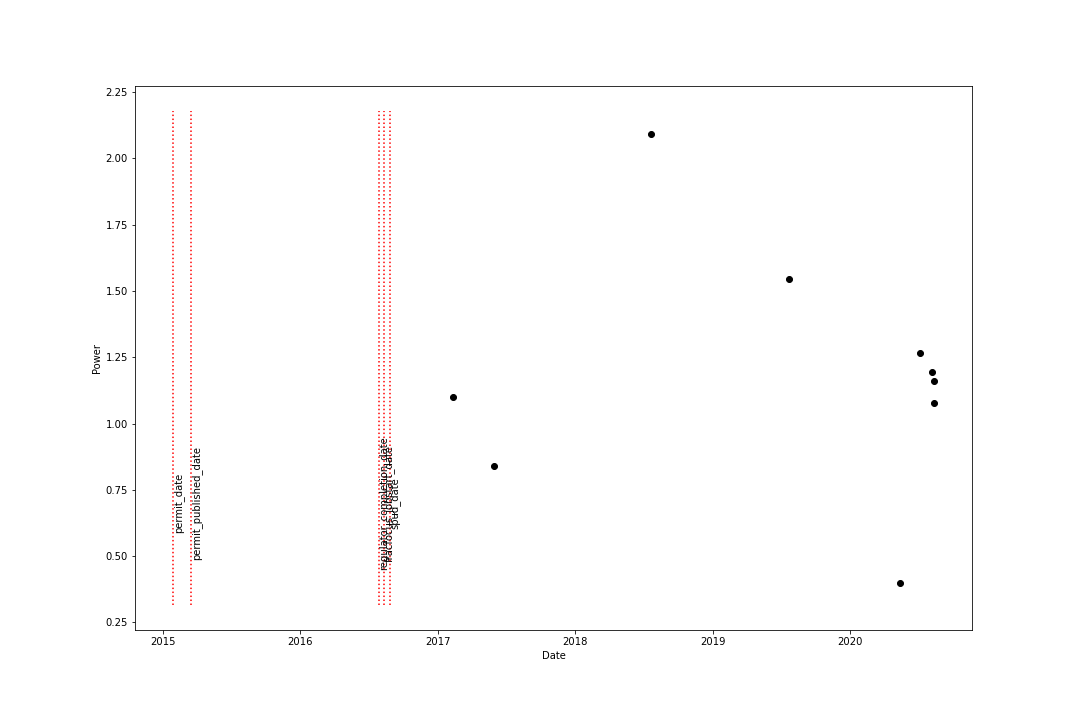 2.25
2.00
1.75
1.50
1.25
1.00
0.75
0.50
0.25
Power
permit_date
permit_published_date
regulator_completion_date
spud_date
2015
2016
2017
2018
2019
2020
Date